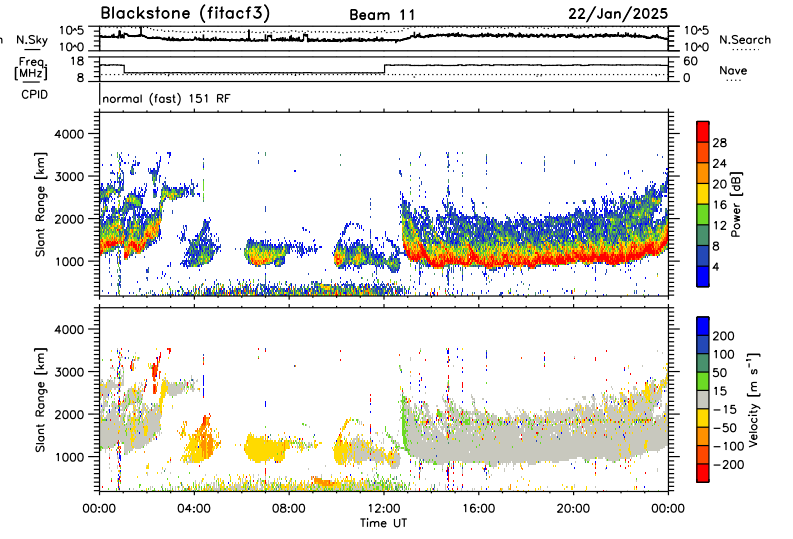 Blackstone (fitacf3) Beam 11 22/Jan/2025
n N.Sky 10^5 10^5 N.Search
10^0 10^0
Freq. 18 60 Nave
[MHz] 8 0
CPID normal (fast) 151 RF
Slant Range [km]
4000
3000
2000
1000
28
24
20
16
12
8
4
Power [dB]
Slant Range [km]
4000
3000
2000
1000
200
100
50
15
-15
-50
-100
-200
Velocity [m s^-1]
00:00 04:00 08:00 12:00 16:00 20:00 00:00
Time UT